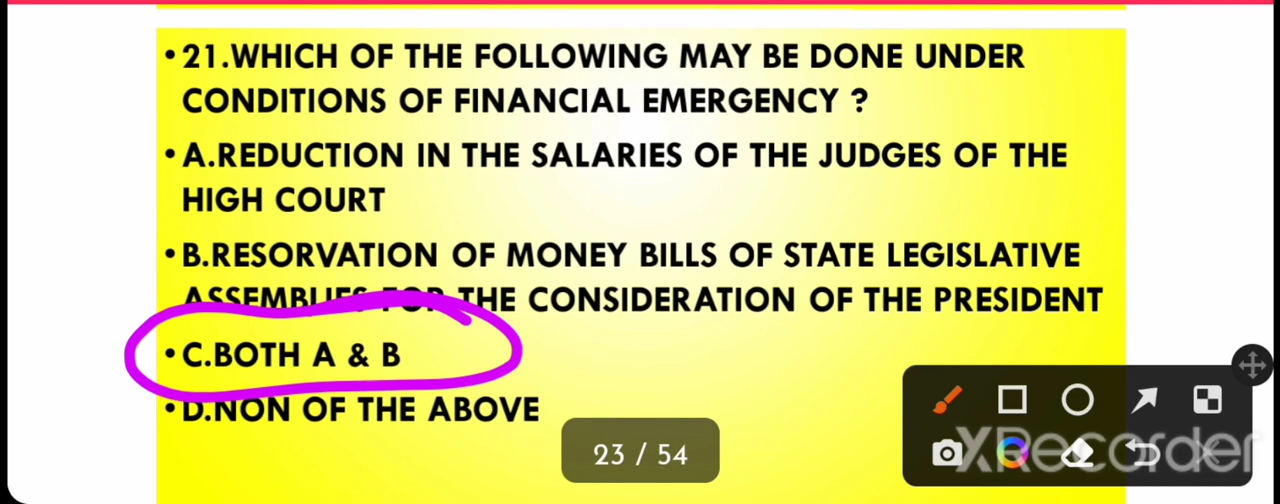 • 21.WHICH OF THE FOLLOWING MAY BE DONE UNDER
CONDITIONS OF FINANCIAL EMERGENCY ?
• A.REDUCTION IN THE SALARIES OF THE JUDGES OF THE
HIGH COURT
• B.RESORVATION OF MONEY BILLS OF STATE LEGISLATIVE
ASSEMBLIES FOR THE CONSIDERATION OF THE PRESIDENT
• C.BOTH A & B
• D.NON OF THE ABOVE
23 / 54
XRecorder